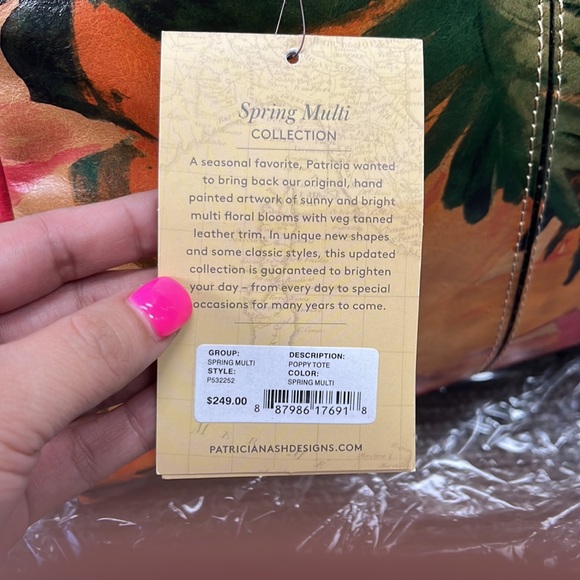 Spring Multi
COLLECTION
A seasonal favorite, Patricia wanted
to bring back our original, hand
painted artwork of sunny and bright
multi floral blooms with veg tanned
leather trim. In unique new shapes
and some classic styles, this updated
collection is guaranteed to brighten
your day – from every day to special
occasions for many years to come.
GROUP: DESCRIPTION:
SPRING MULTI POPPY TOTE
STYLE: COLOR:
P532252 SPRING MULTI
$249.00 8 87986 17691 8
PATRICIANASHDESIGNS.COM